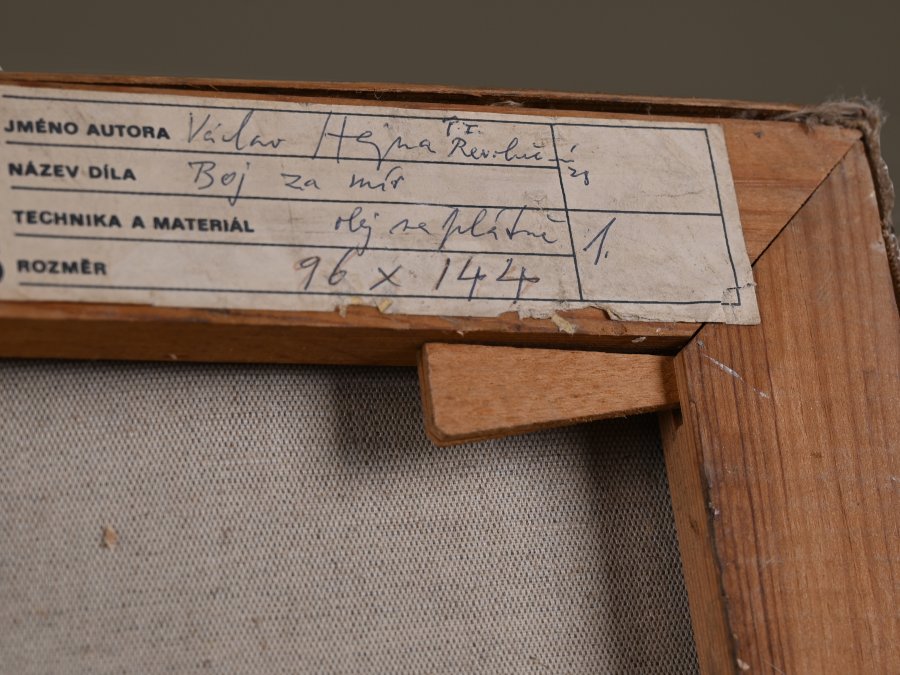 JMÉNO AUTORA Václav Hejna
NÁZEV DÍLA Boj za mír
TECHNIKA A MATERIÁL olej na plátně 1.
ROZMĚR 96 x 144